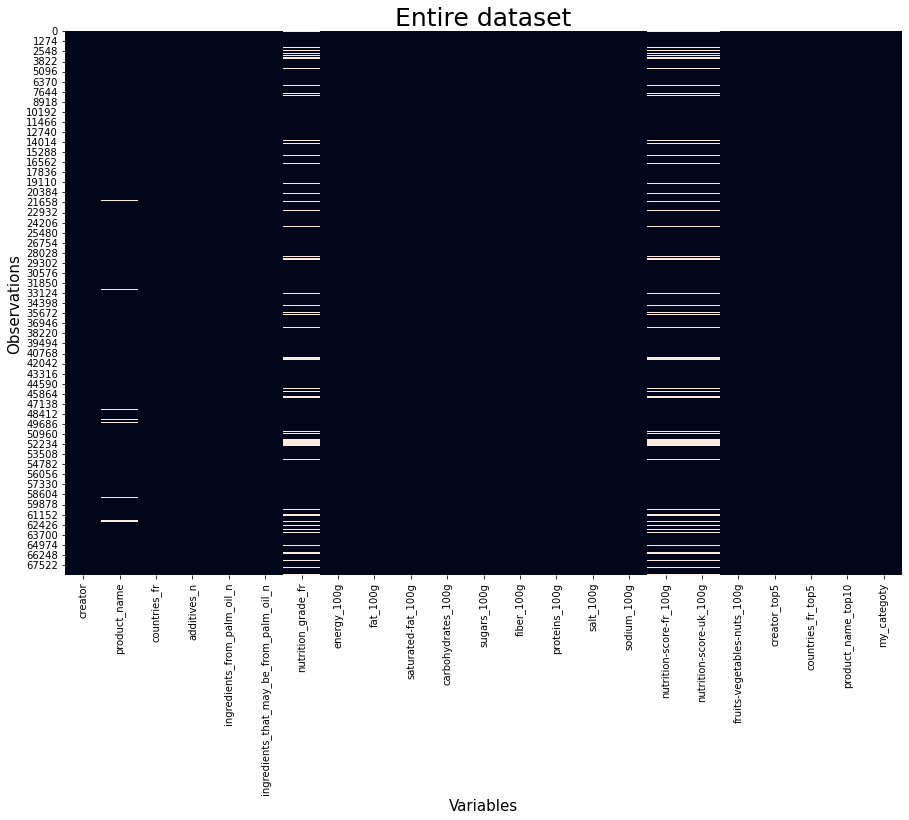 Entire dataset
Observations
0
1274
2548
3822
5096
6370
7644
8918
10192
11466
12740
14014
15288
16562
17836
19110
20384
21658
22932
24206
25480
26754
28028
29302
30576
31850
33124
34398
35672
36946
38220
39494
40768
42042
43316
44590
45864
47138
48412
49686
50960
52234
53508
54782
56056
57330
58604
59878
61152
62426
63700
64974
66248
67522
creator
product_name
countries_fr
additives_n
ingredients_from_palm_oil_n
ingredients_that_may_be_from_palm_oil_n
nutrition_grade_fr
energy_100g
fat_100g
saturated-fat_100g
carbohydrates_100g
sugars_100g
fiber_100g
proteins_100g
salt_100g
sodium_100g
nutrition-score-fr_100g
nutrition-score-uk_100g
fruits-vegetables-nuts_100g
creator_top5
countries_fr_top5
product_name_top10
my_categoty
Variables